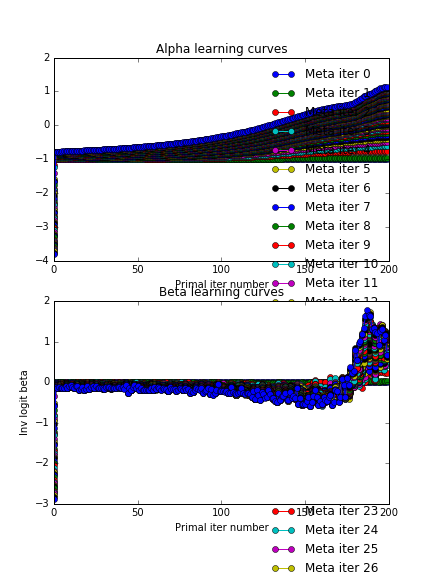 Alpha learning curves
2
1
0
−1
−2
−3
−4
0
50
100
150
200
Primal iter number
Meta iter 0
Meta iter 1
Meta iter 5
Meta iter 6
Meta iter 7
Meta iter 8
Meta iter 9
Meta iter 10
Meta iter 11
Meta iter 12
Beta learning curves
Inv logit beta
2
1
0
−1
−2
−3
0
50
100
150
200
Primal iter number
Meta iter 23
Meta iter 24
Meta iter 25
Meta iter 26